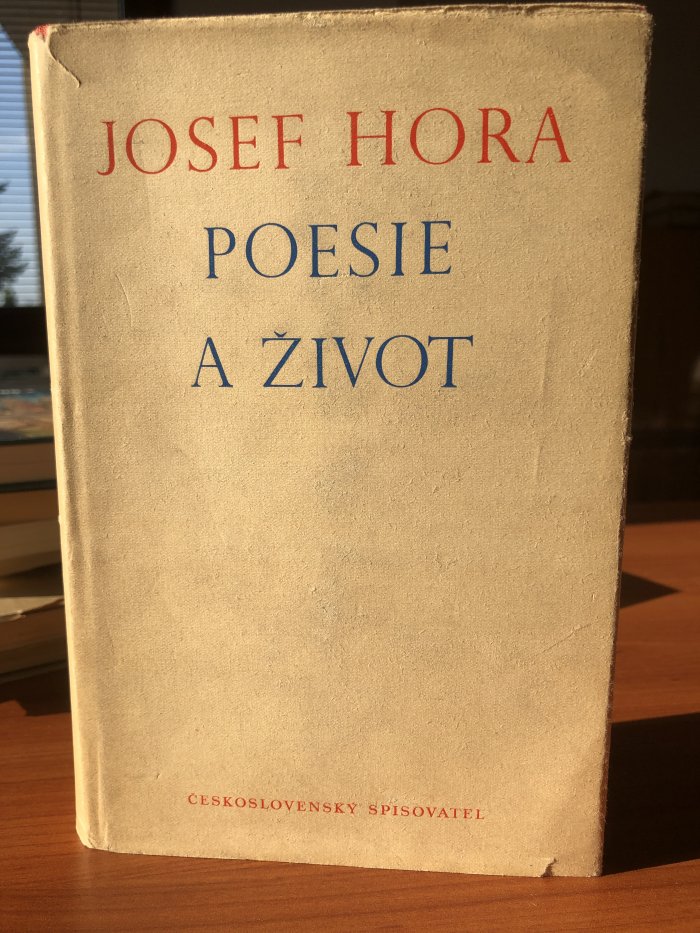 JOSEF HORA
POESIE
A ŽIVOT
ČESKOSLOVENSKÝ SPISOVATEL